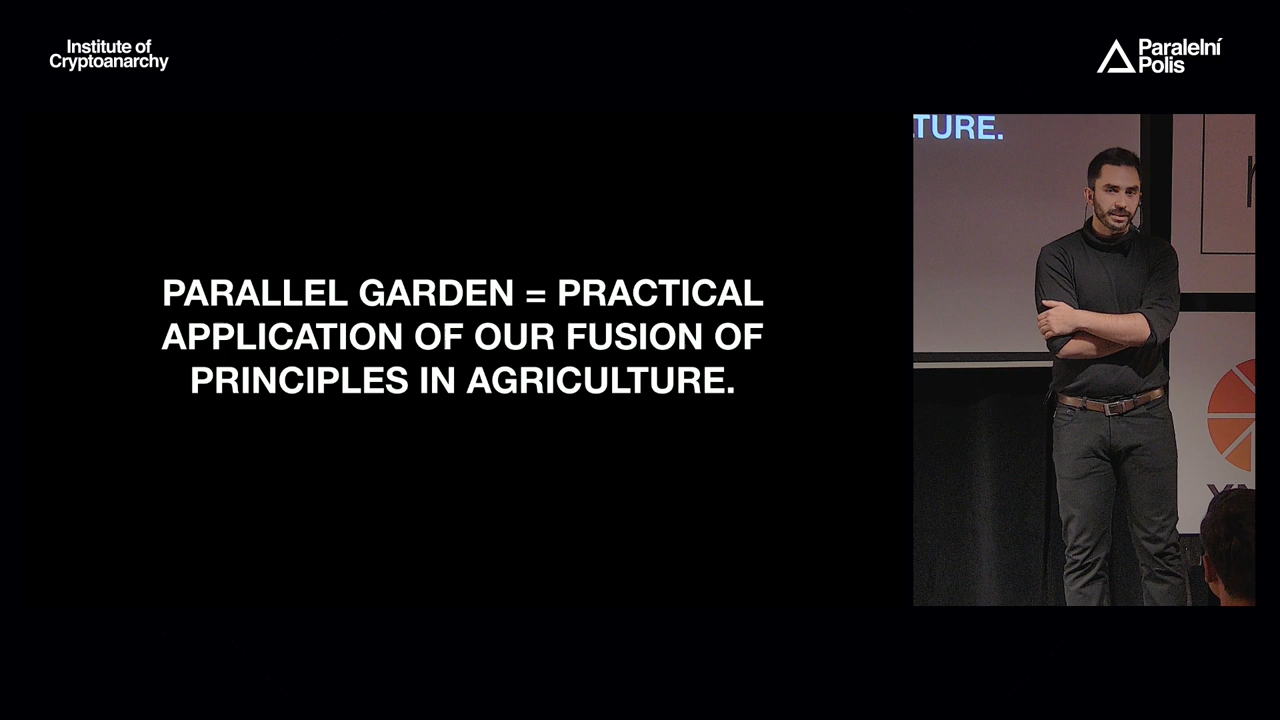 Institute of
Cryptoanarchy
Paralelní
Polis
TURE.
PARALLEL GARDEN = PRACTICAL
APPLICATION OF OUR FUSION OF
PRINCIPLES IN AGRICULTURE.